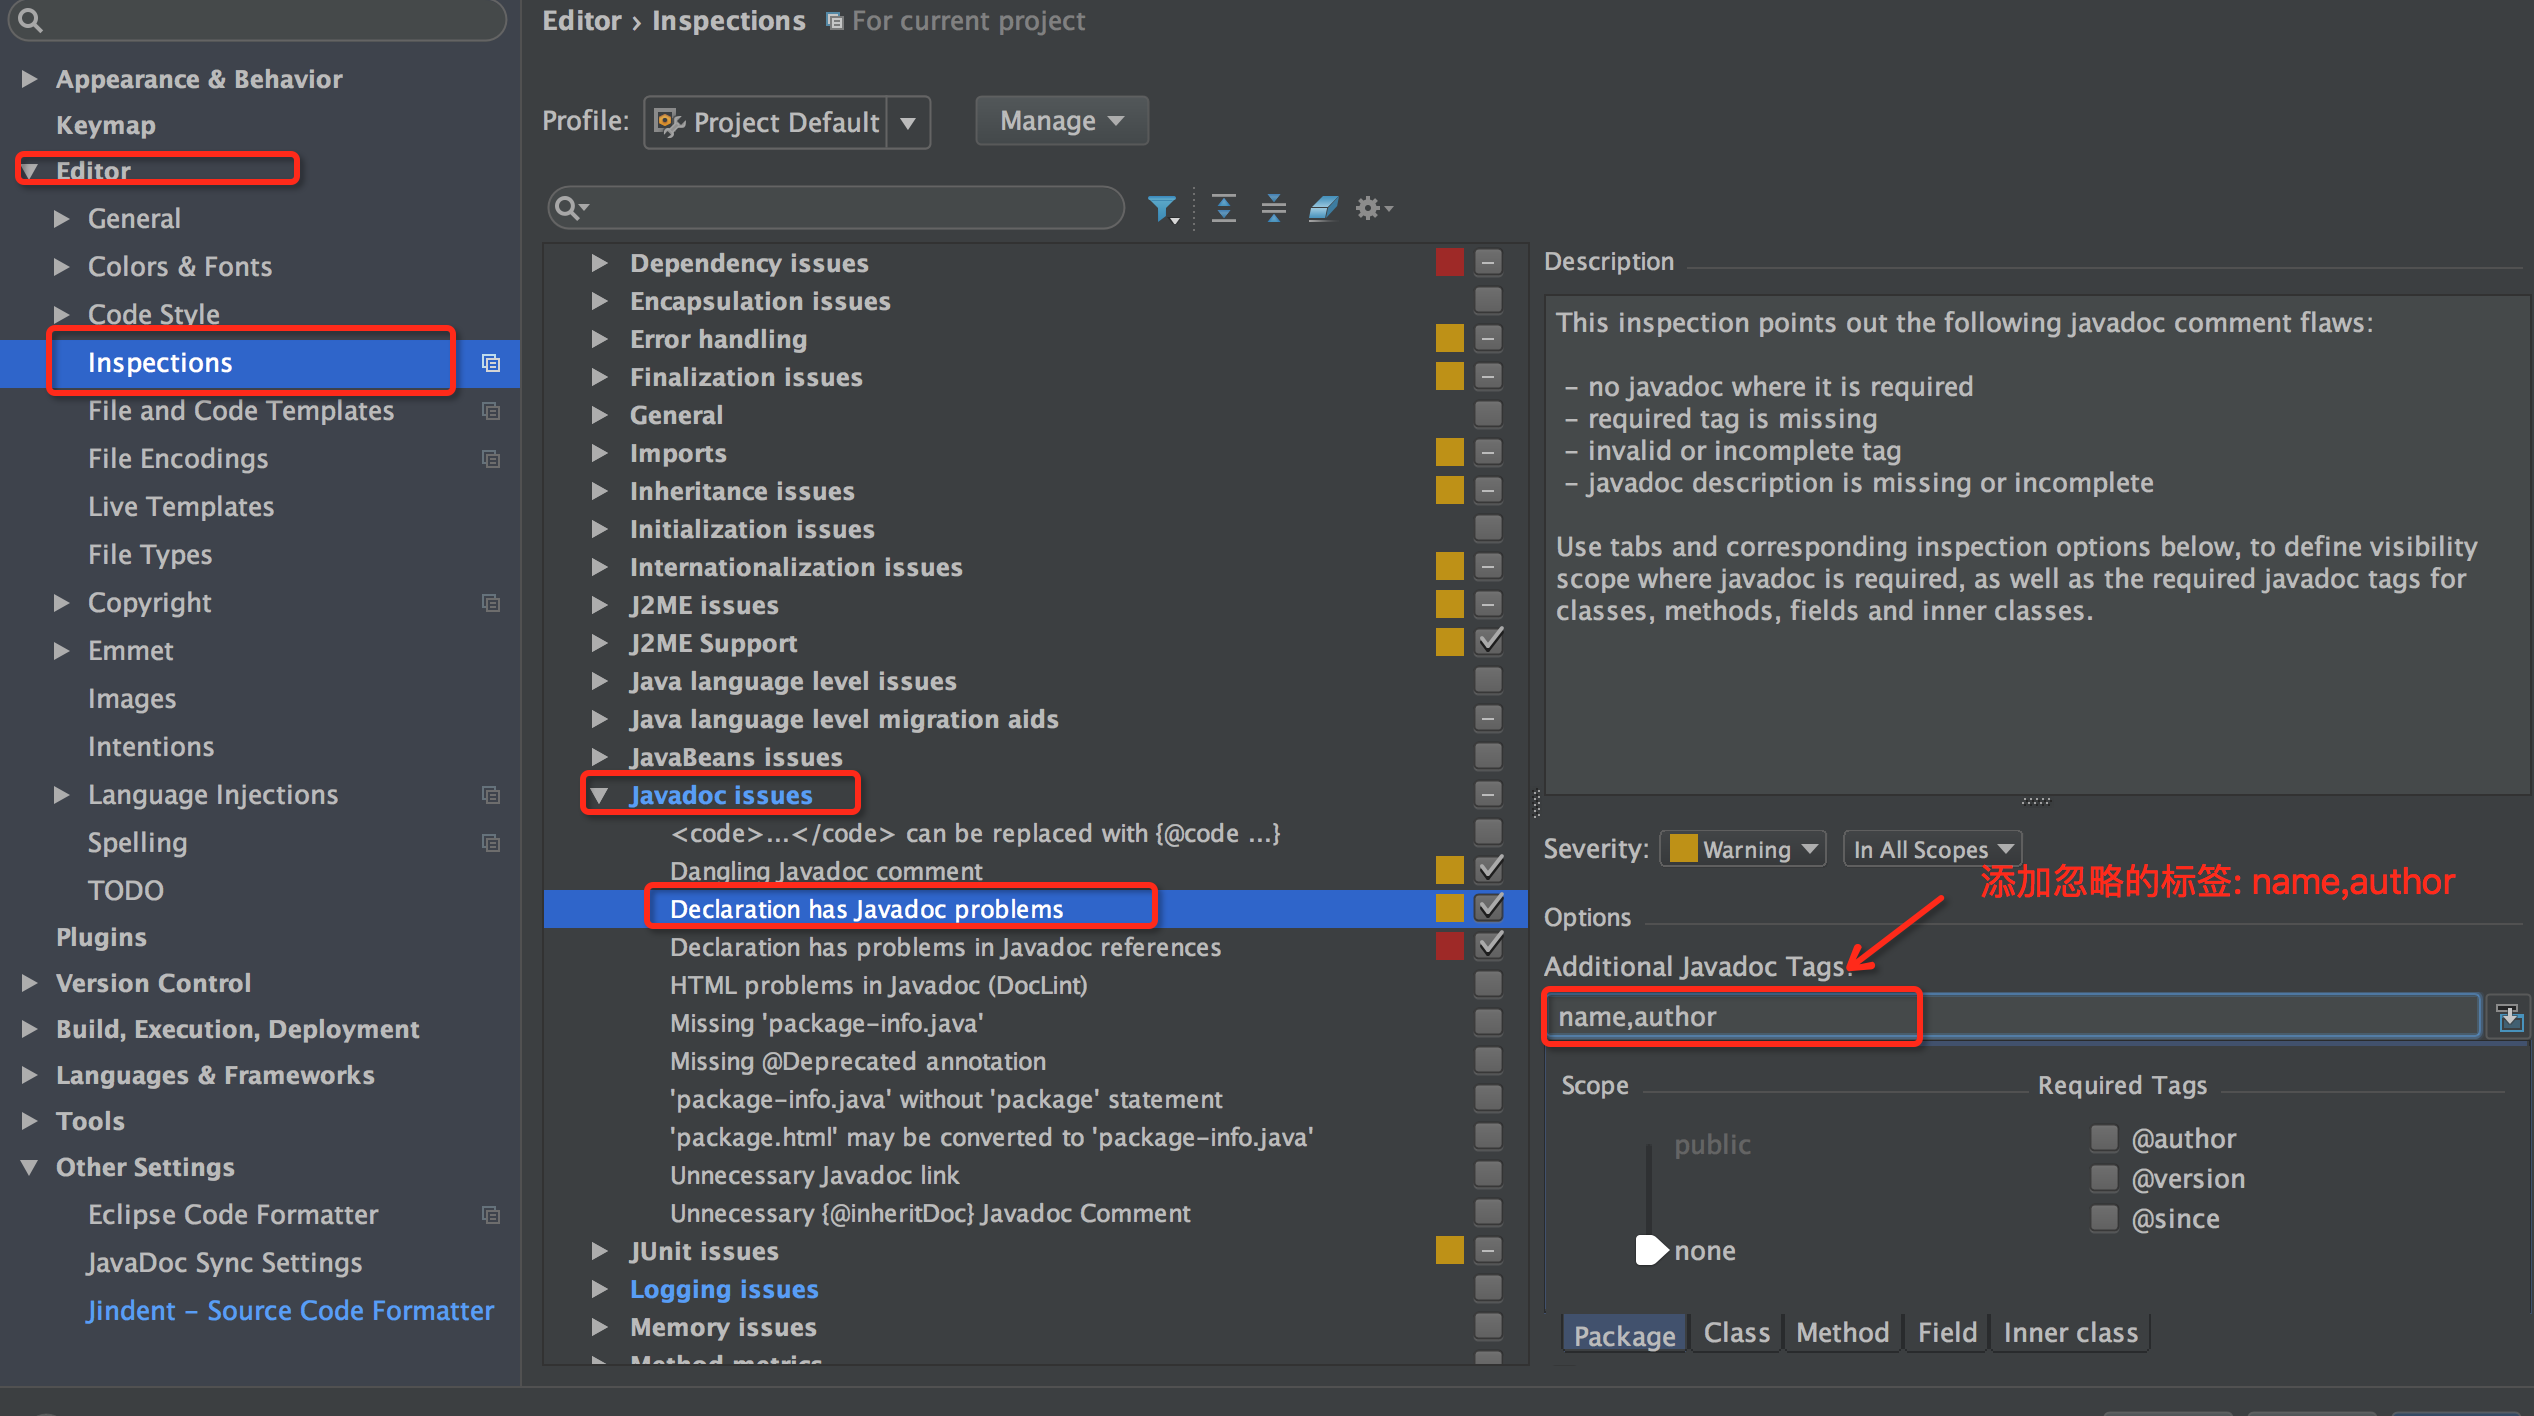 Editor › Inspections For current project
Appearance & Behavior
Keymap
Editor
General
Colors & Fonts
Code Style
Inspections
File and Code Templates
File Encodings
Live Templates
File Types
Copyright
Emmet
Images
Intentions
Language Injections
Spelling
TODO
Plugins
Version Control
Build, Execution, Deployment
Languages & Frameworks
Tools
Other Settings
Eclipse Code Formatter
JavaDoc Sync Settings
Jindent – Source Code Formatter
Profile: Project Default Manage
Dependency issues
Encapsulation issues
Error handling
Finalization issues
General
Imports
Inheritance issues
Initialization issues
Internationalization issues
J2ME issues
J2ME Support
Java language level issues
Java language level migration aids
JavaBeans issues
Javadoc issues
<code>...</code> can be replaced with {@code ...}
Dangling Javadoc comment
Declaration has Javadoc problems
Declaration has problems in Javadoc references
HTML problems in Javadoc (DocLint)
Missing 'package-info.java'
Missing @Deprecated annotation
'package-info.java' without 'package' statement
'package.html' may be converted to 'package-info.java'
Unnecessary Javadoc link
Unnecessary {@inheritDoc} Javadoc Comment
JUnit issues
Logging issues
Memory issues
Method metrics
Description
This inspection points out the following javadoc comment flaws:
– no javadoc where it is required
– required tag is missing
– invalid or incomplete tag
– javadoc description is missing or incomplete
Use tabs and corresponding inspection options below, to define visibility
scope where javadoc is required, as well as the required javadoc tags for
classes, methods, fields and inner classes.
Severity: Warning In All Scopes
添加忽略的标签: name,author
Options
Additional Javadoc Tags:
name,author
Scope
public
none
Required Tags
@author
@version
@since
Package Class Method Field Inner class